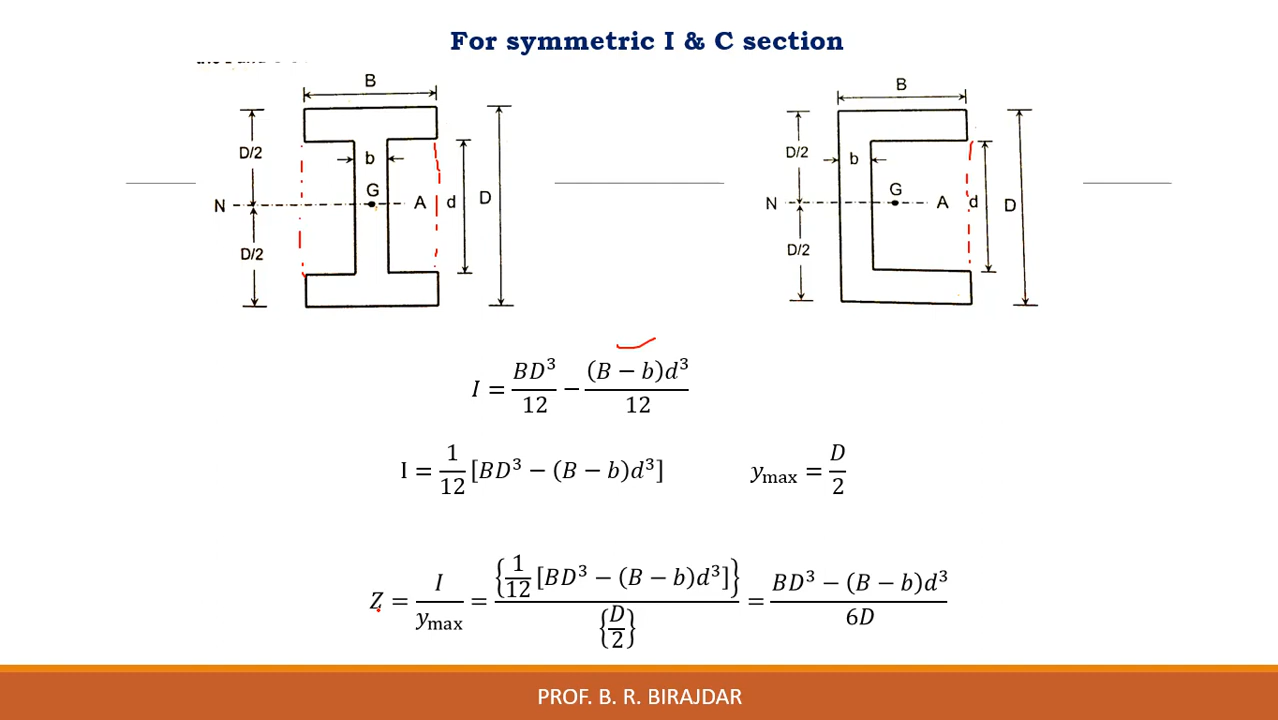 For symmetric I & C section
B
D/2
b
G
N
A
d
D
D/2
B
D/2
b
G
N
A
d
D
D/2
I = BD³/12 − (B − b)d³/12
I = 1/12 [BD³ − (B − b)d³]
y_max = D/2
Z = I/y_max = {1/12 [BD³ − (B − b)d³]}/{D/2} = BD³ − (B − b)d³/6D
PROF. B. R. BIRAJDAR